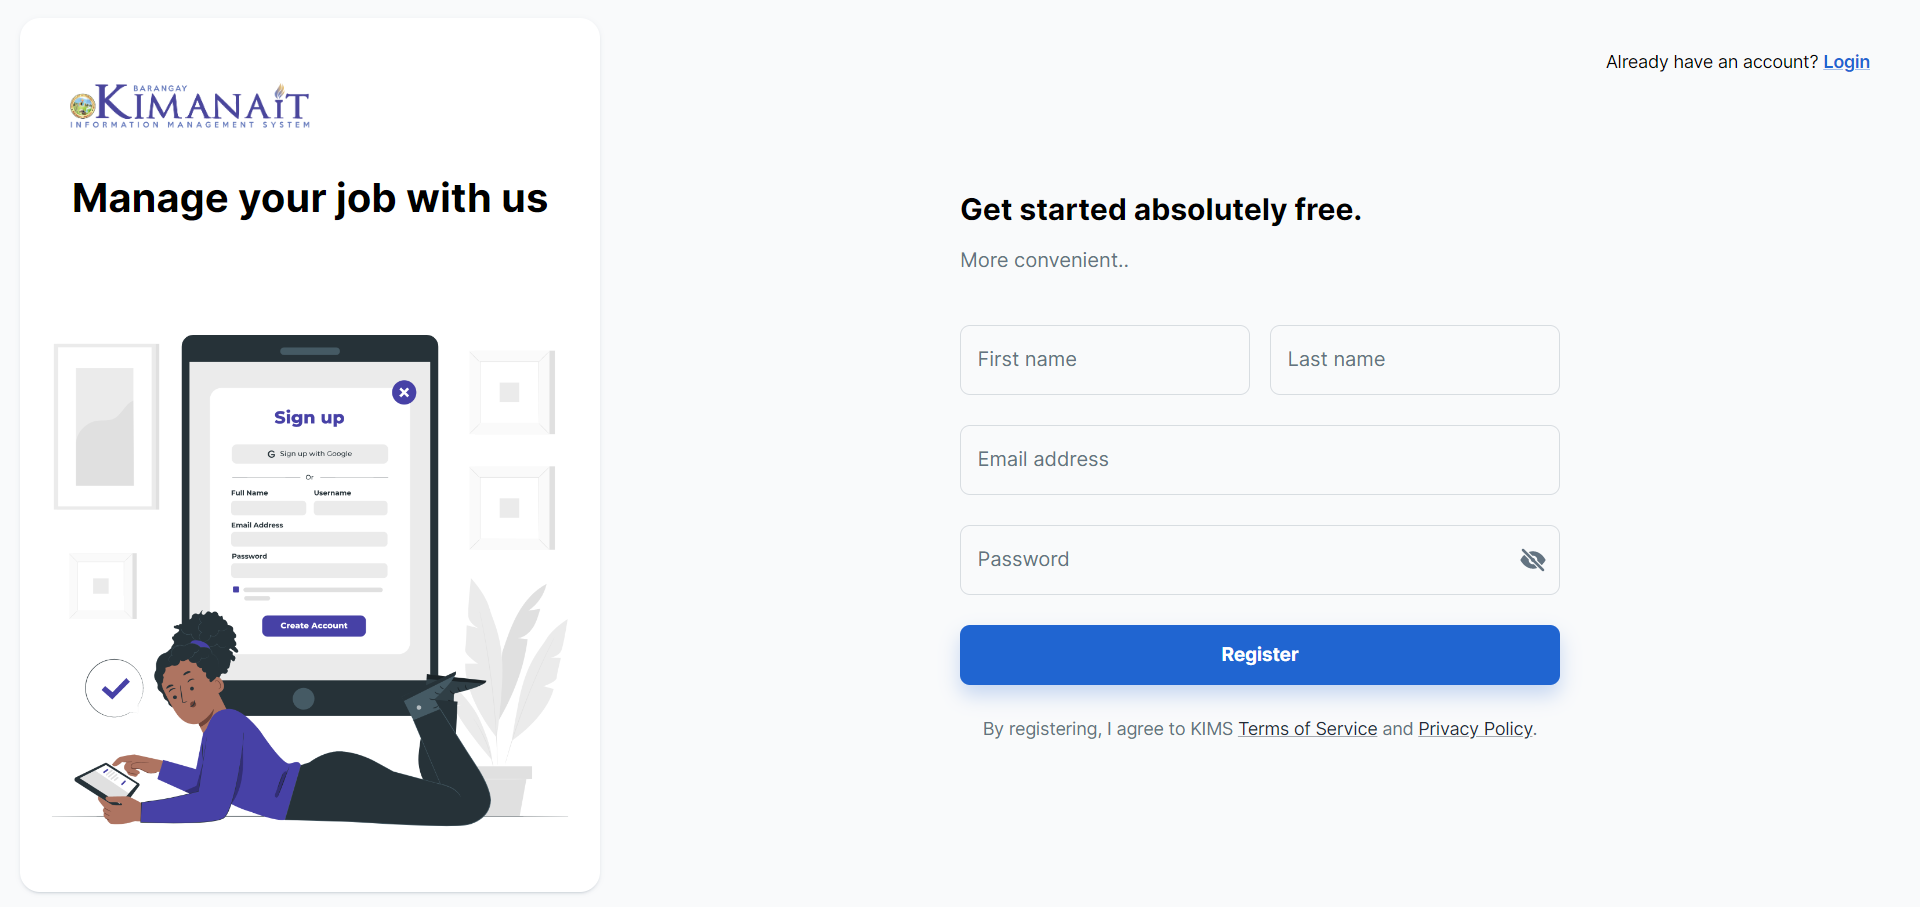 BARANGAY
KIMANAIT
INFORMATION MANAGEMENT SYSTEM
Manage your job with us
Sign up
G Sign up with Google
Or
Full Name Username
Email Address
Password
Create Account
Already have an account? Login
Get started absolutely free.
More convenient..
First name Last name
Email address
Password
Register
By registering, I agree to KIMS Terms of Service and Privacy Policy.